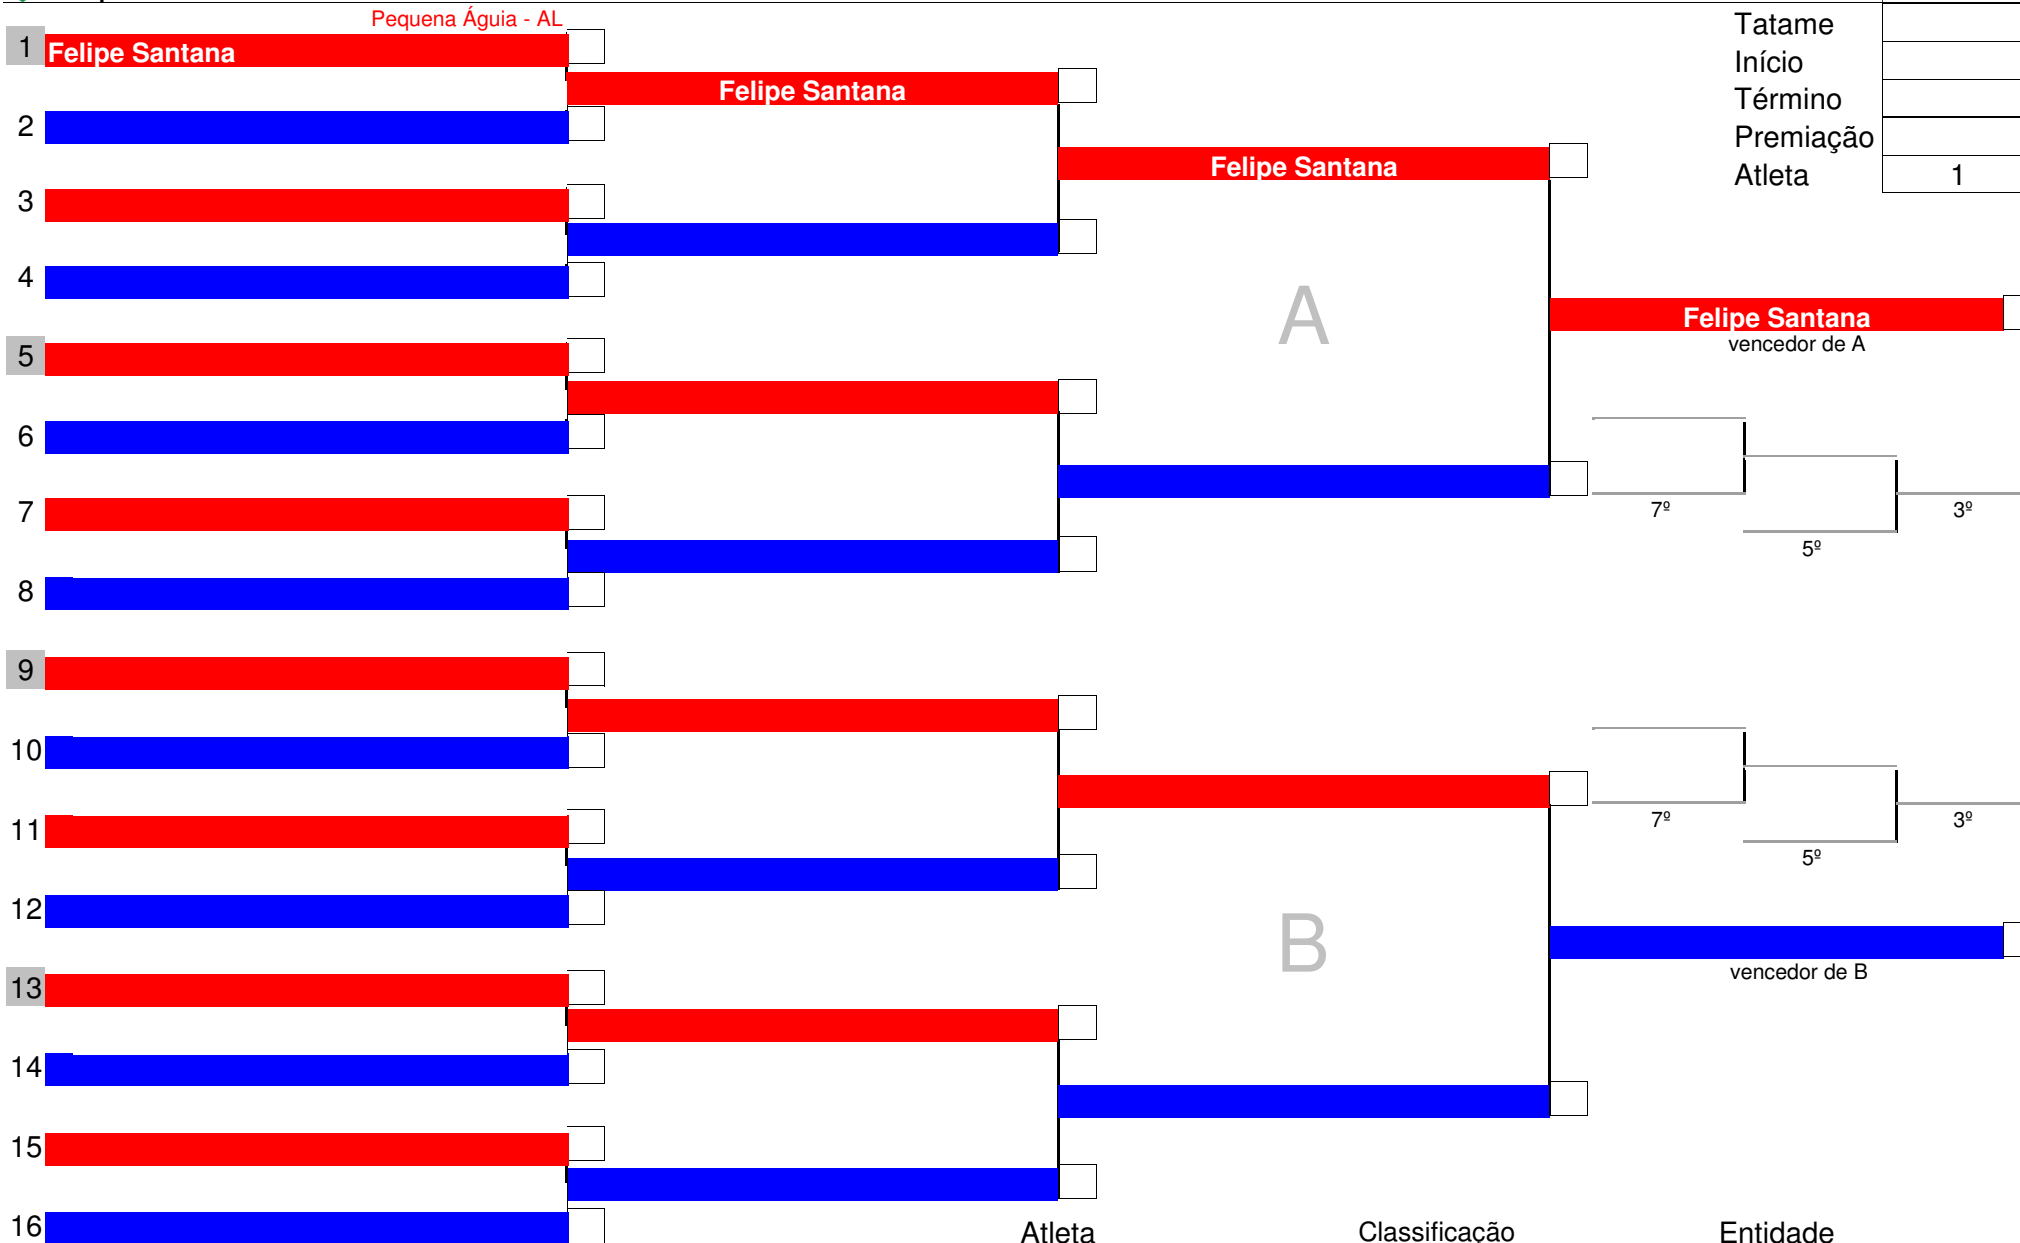 Pequena Águia - AL
1 Felipe Santana
Felipe Santana
Felipe Santana
Felipe Santana
vencedor de A
Tatame
Início
Término
Premiação
Atleta 1
2
3
4
5
6
7
8
A
7º
5º
3º
9
10
11
12
13
14
15
16
B
7º
5º
3º
vencedor de B
Atleta Classificação Entidade